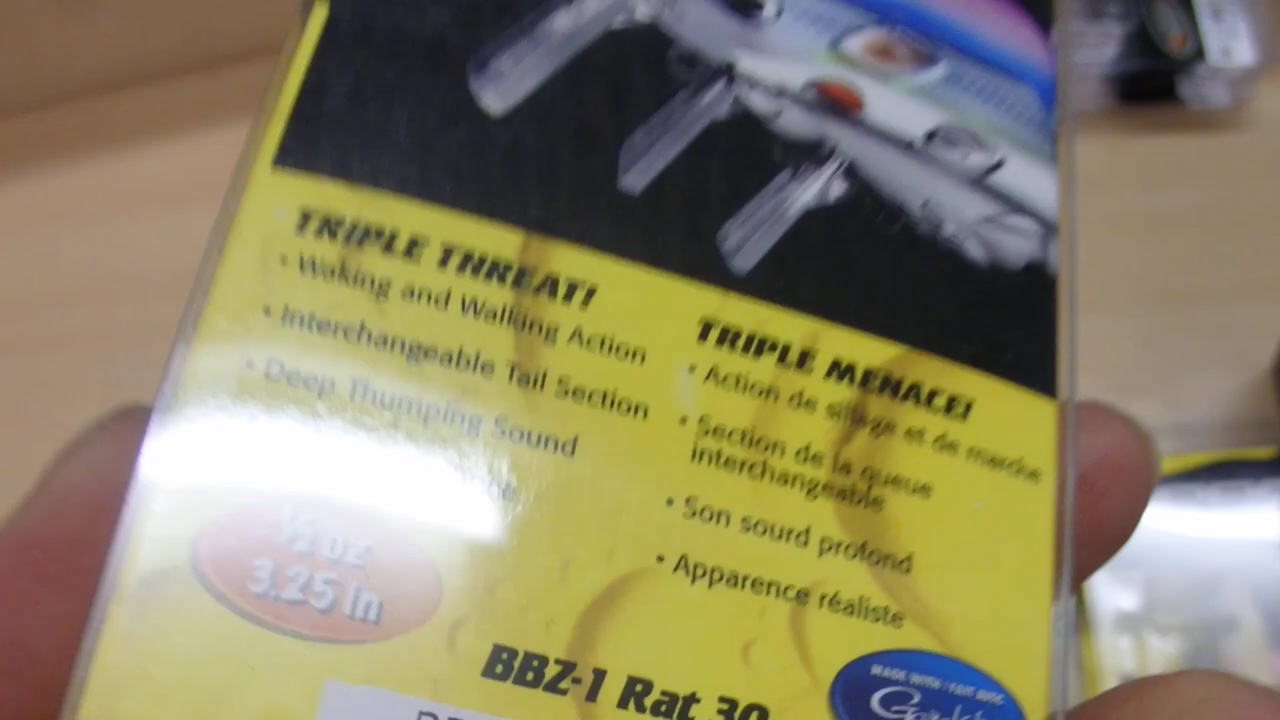 TRIPLE THREAT!
• Waking and Walking Action
• Interchangeable Tail Section
• Deep Thumping Sound
½ oz
3.25 in
TRIPLE MENACE!
• Action de sillage et de marche
• Section de la queue
interchangeable
• Son sourd profond
• Apparence réaliste
BBZ-1 Rat 30
MADE WITH / FAIT AVEC